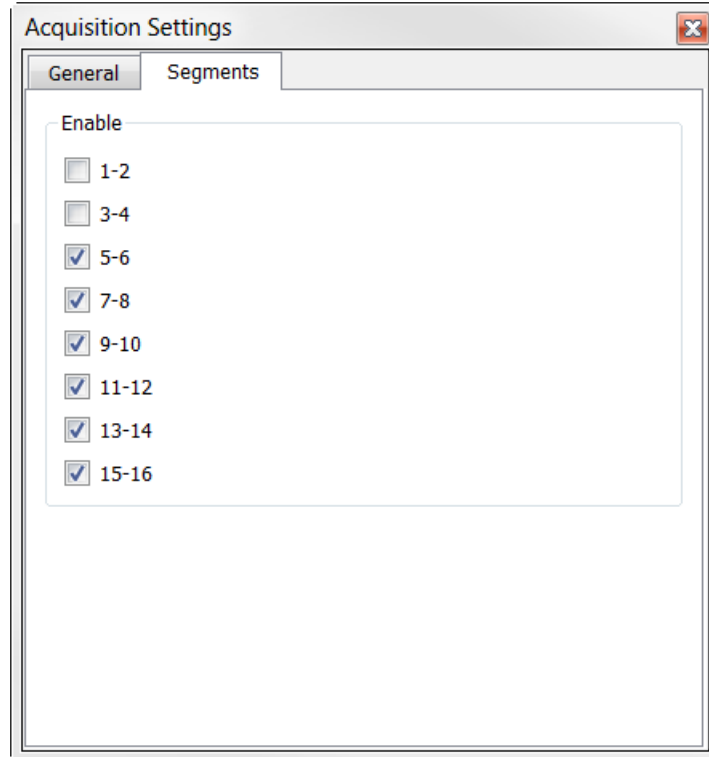 Acquisition Settings
General Segments
Enable
1-2
3-4
5-6
7-8
9-10
11-12
13-14
15-16